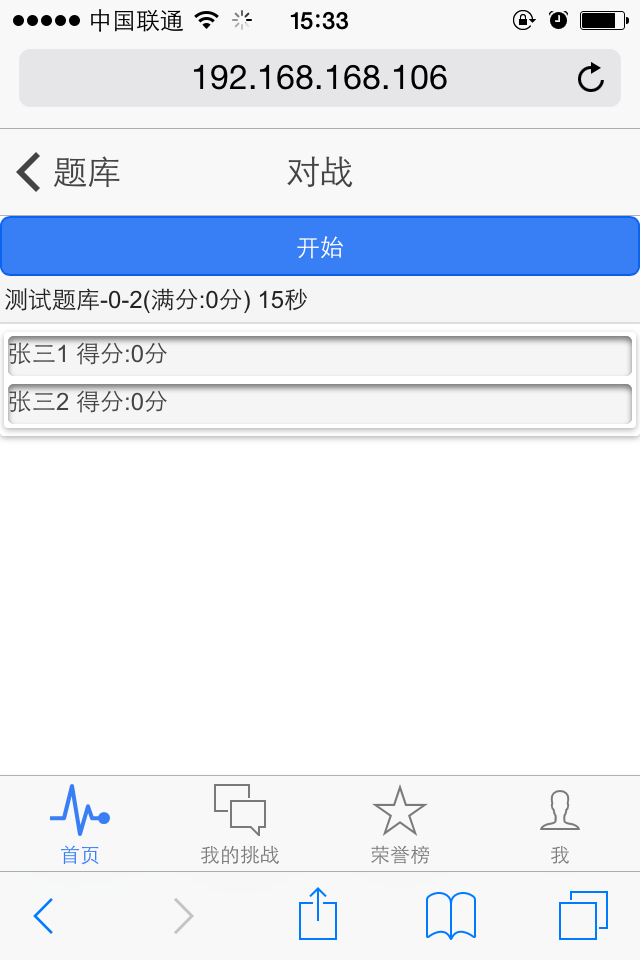 中国联通 15:33
192.168.168.106
题库 对战
开始
测试题库-0-2(满分:0分) 15秒
张三1 得分:0分
张三2 得分:0分
首页 我的挑战 荣誉榜 我